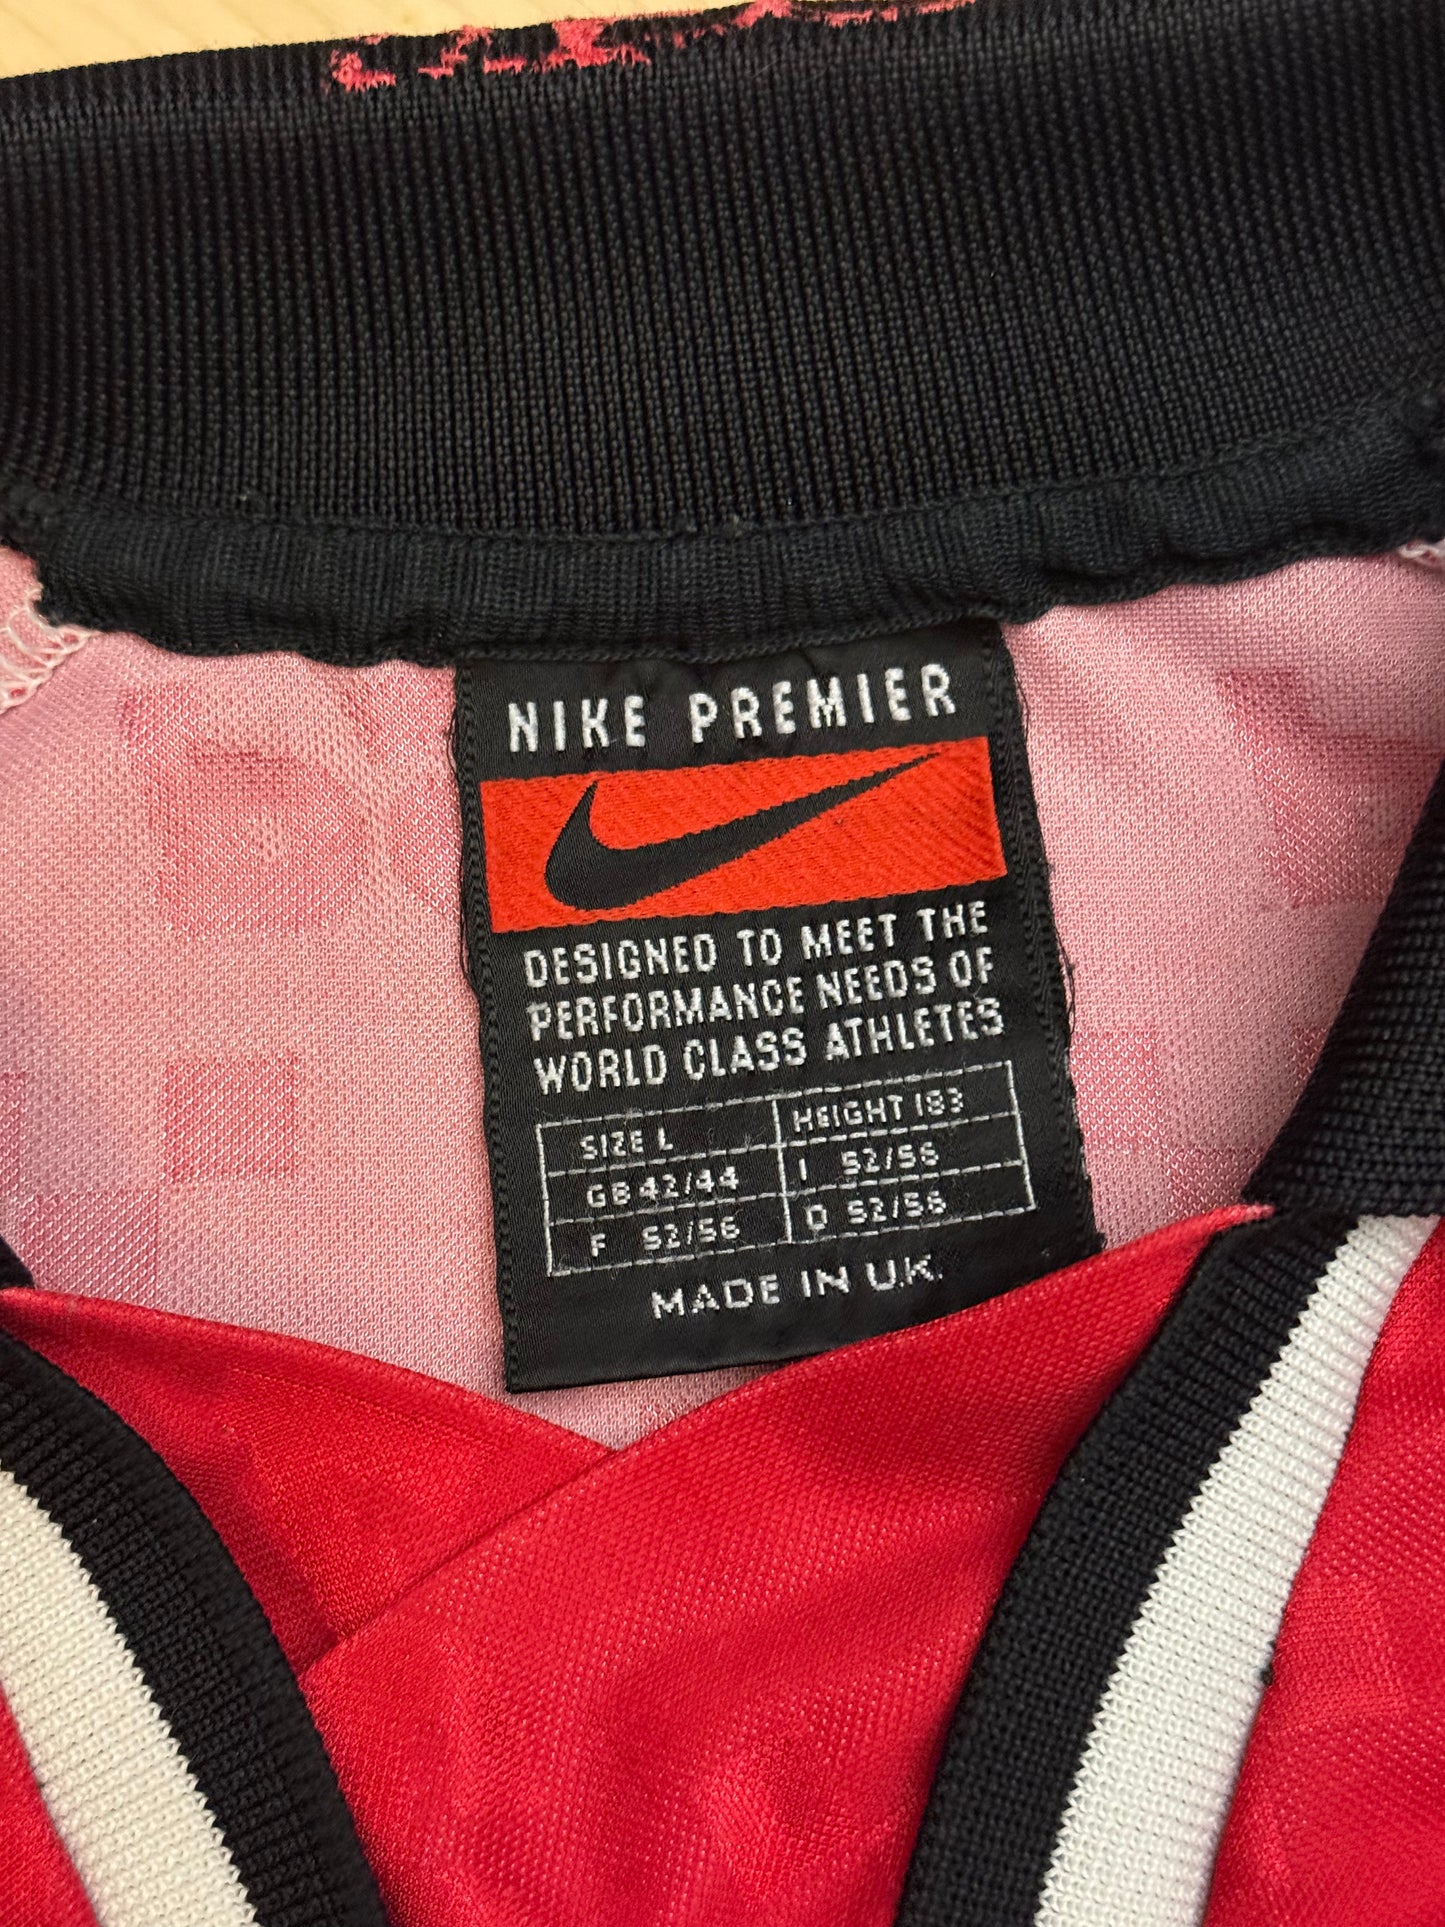 NIKE PREMIER
DESIGNED TO MEET THE
PERFORMANCE NEEDS OF
WORLD CLASS ATHLETES
SIZE L HEIGHT 183
GB 42/44 I 52/56
F 52/56 D 52/56
MADE IN U.K.